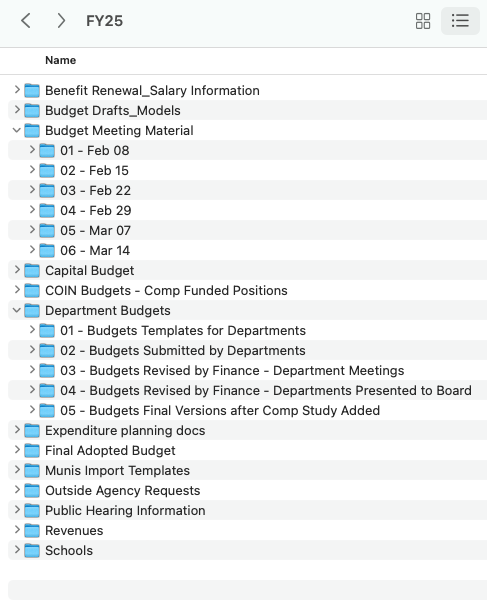 FY25
Name
Benefit Renewal_Salary Information
Budget Drafts_Models
Budget Meeting Material
01 - Feb 08
02 - Feb 15
03 - Feb 22
04 - Feb 29
05 - Mar 07
06 - Mar 14
Capital Budget
COIN Budgets - Comp Funded Positions
Department Budgets
01 - Budgets Templates for Departments
02 - Budgets Submitted by Departments
03 - Budgets Revised by Finance - Department Meetings
04 - Budgets Revised by Finance - Departments Presented to Board
05 - Budgets Final Versions after Comp Study Added
Expenditure planning docs
Final Adopted Budget
Munis Import Templates
Outside Agency Requests
Public Hearing Information
Revenues
Schools